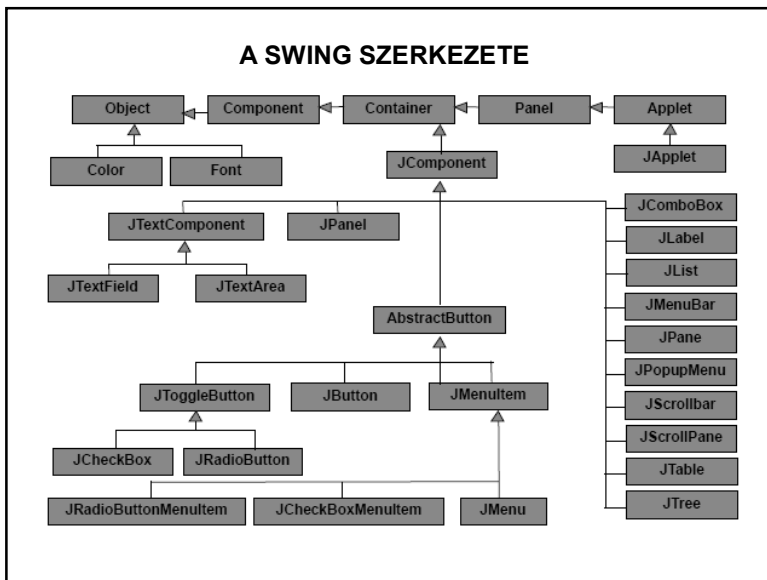 A SWING SZERKEZETE
Object
Component
Container
Panel
Applet
Color
Font
JComponent
JApplet
JTextComponent
JPanel
JComboBox
JLabel
JTextField
JTextArea
JList
JMenuBar
AbstractButton
JPane
JPopupMenu
JToggleButton
JButton
JMenuItem
JScrollbar
JScrollPane
JCheckBox
JRadioButton
JTable
JRadioButtonMenuItem
JCheckBoxMenuItem
JMenu
JTree